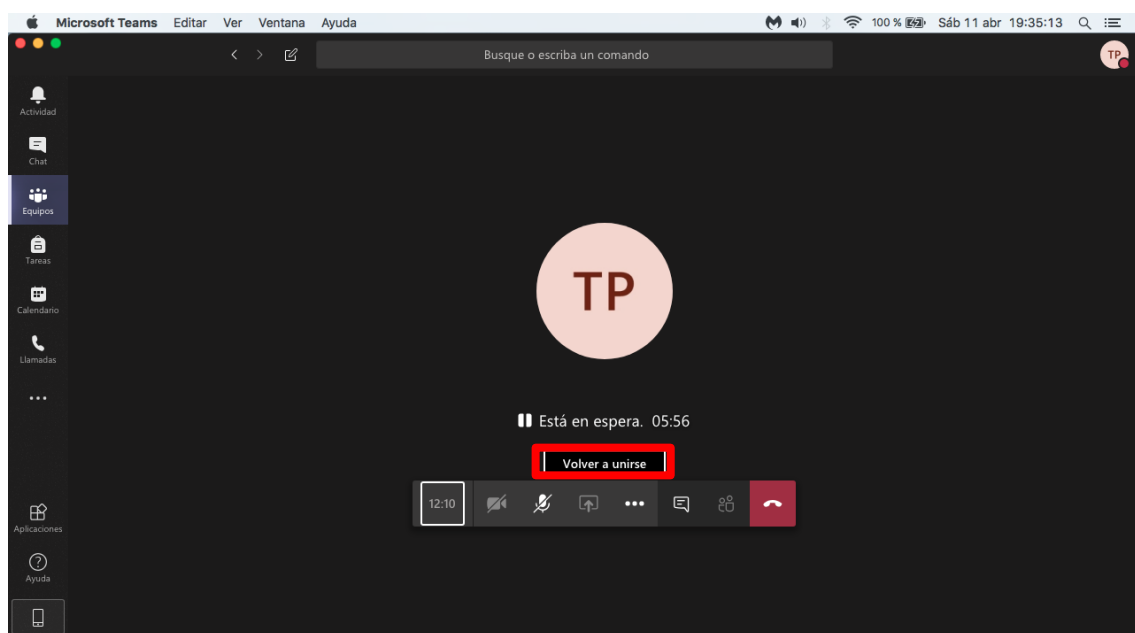 Microsoft Teams Editar Ver Ventana Ayuda 100 % Sáb 11 abr 19:35:13
Busque o escriba un comando
TP
Actividad
Chat
Equipos
Tareas
Calendario
Llamadas
TP
Está en espera. 05:56
Volver a unirse
12:10
Aplicaciones
Ayuda